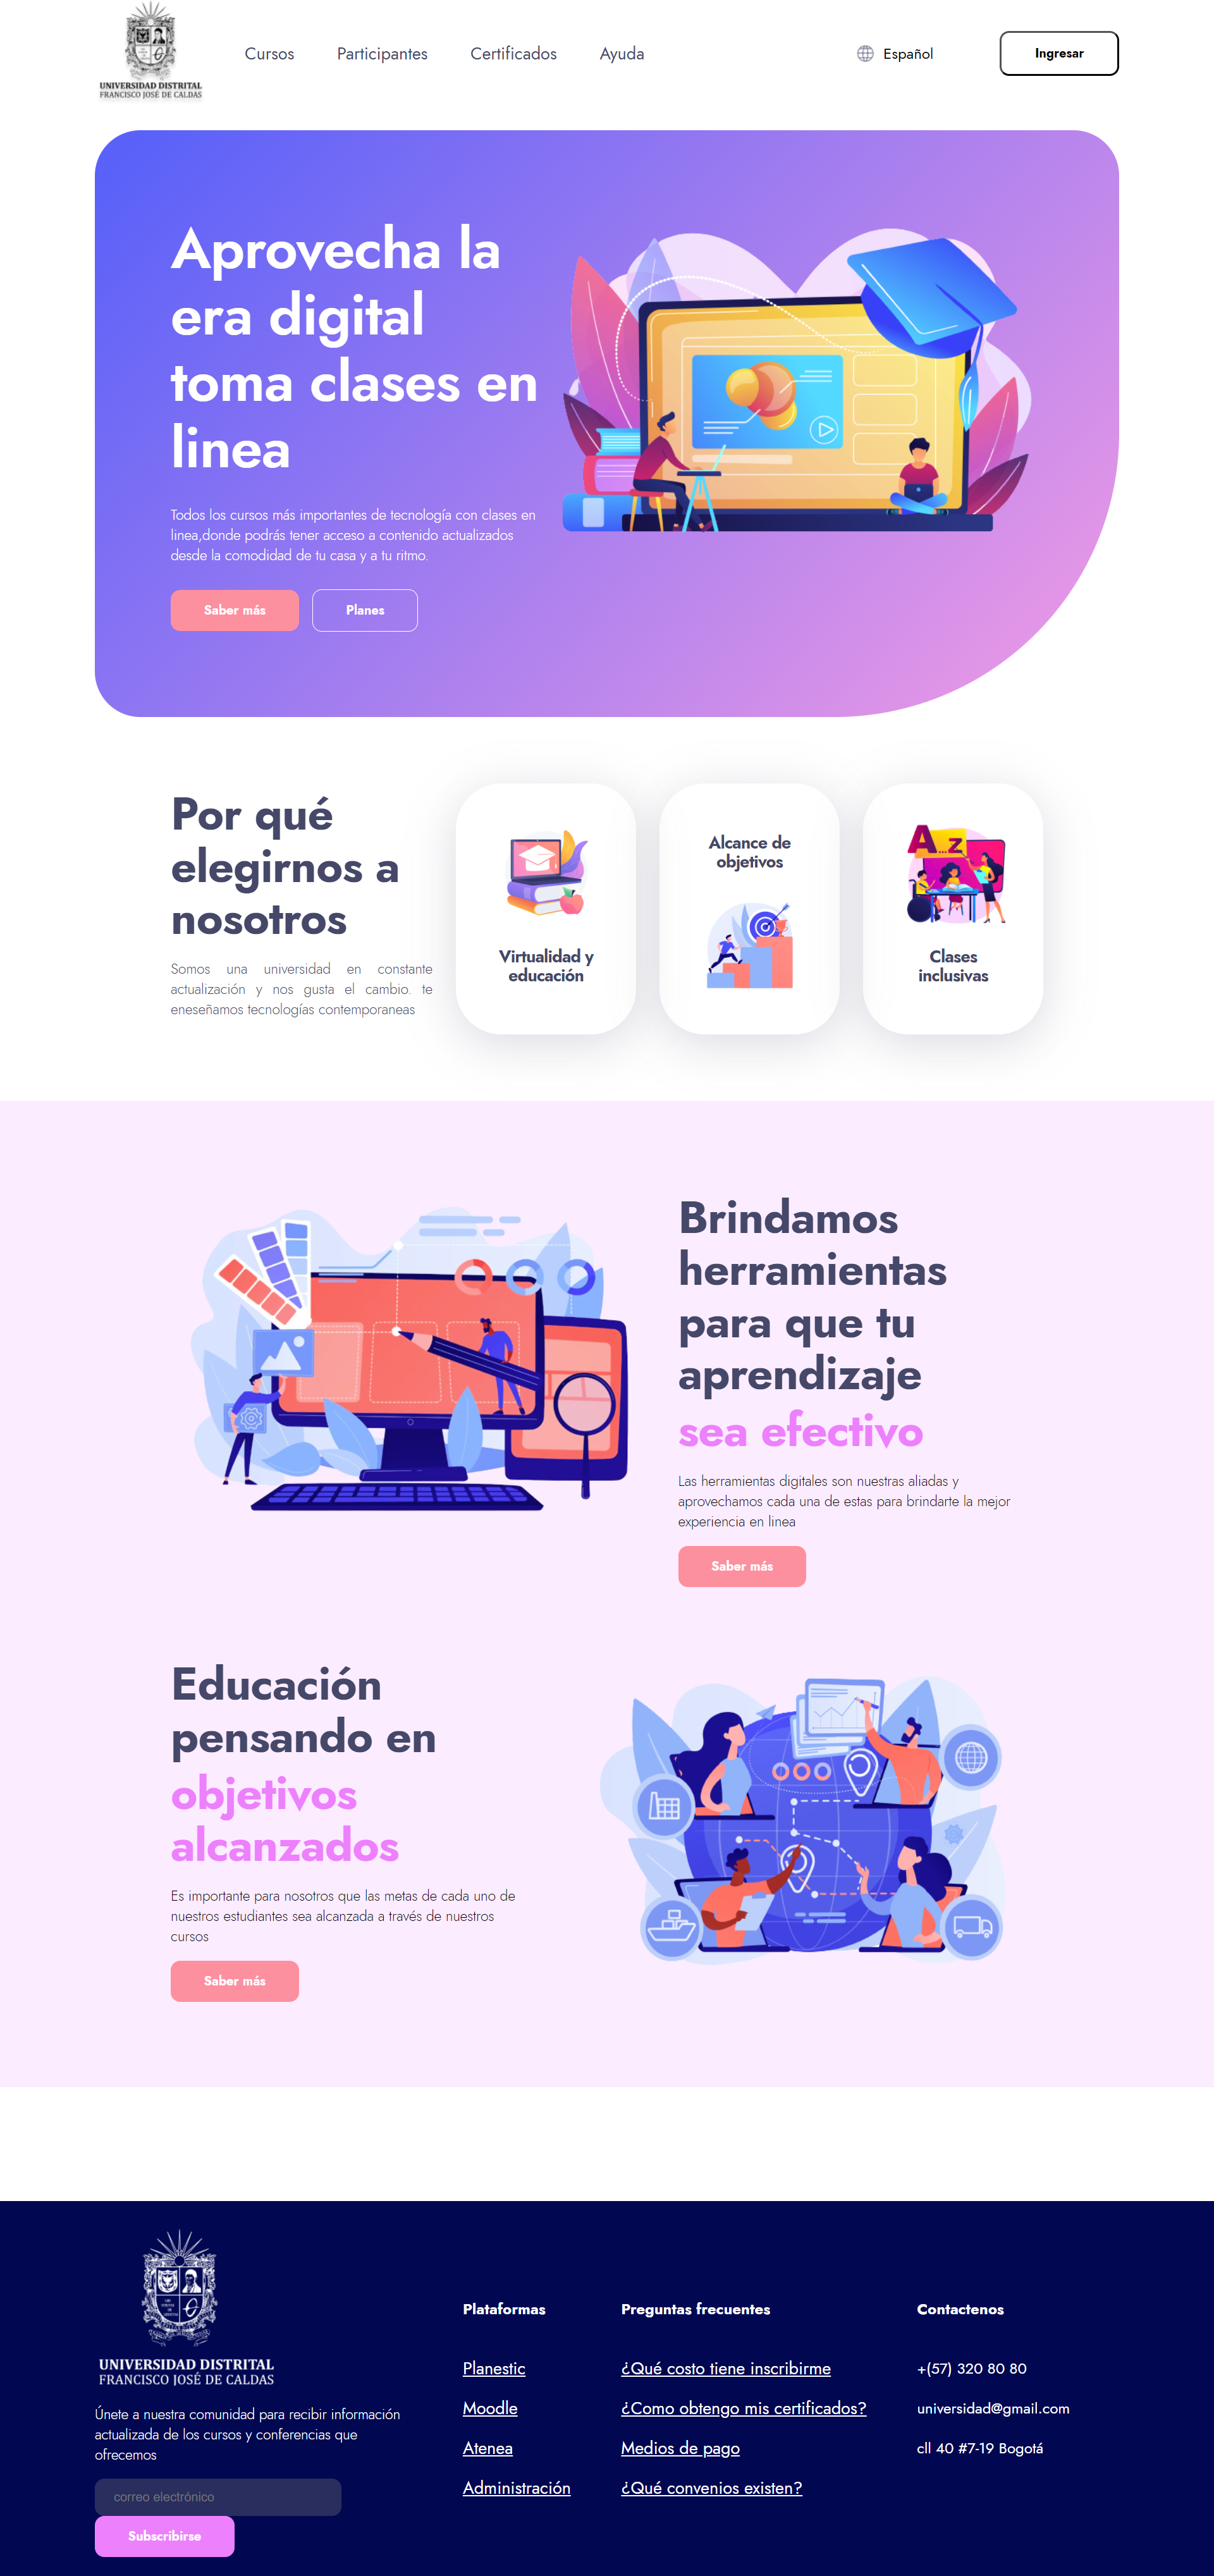 UNIVERSIDAD DISTRITAL
FRANCISCO JOSÉ DE CALDAS
Cursos
Participantes
Certificados
Ayuda
Español
Ingresar
Aprovecha la
era digital
toma clases en
linea
Todos los cursos más importantes de tecnología con clases en
linea,donde podrás tener acceso a contenido actualizados
desde la comodidad de tu casa y a tu ritmo.
Saber más
Planes
Por qué
elegirnos a
nosotros
Somos una universidad en constante
actualización y nos gusta el cambio. te
eneseñamos tecnologías contemporaneas
Virtualidad y
educación
Alcance de
objetivos
A...z
Clases
inclusivas
Brindamos
herramientas
para que tu
aprendizaje
sea efectivo
Las herramientas digitales son nuestras aliadas y
aprovechamos cada una de estas para brindarte la mejor
experiencia en linea
Saber más
Educación
pensando en
objetivos
alcanzados
Es importante para nosotros que las metas de cada uno de
nuestros estudiantes sea alcanzada a través de nuestros
cursos
Saber más
UNIVERSIDAD DISTRITAL
FRANCISCO JOSÉ DE CALDAS
Únete a nuestra comunidad para recibir información
actualizada de los cursos y conferencias que
ofrecemos
correo electrónico
Subscribirse
Plataformas
Planestic
Moodle
Atenea
Administración
Preguntas frecuentes
¿Qué costo tiene inscribirme
¿Como obtengo mis certificados?
Medios de pago
¿Qué convenios existen?
Contactenos
+(57) 320 80 80
universidad@gmail.com
cll 40 #7-19 Bogotá